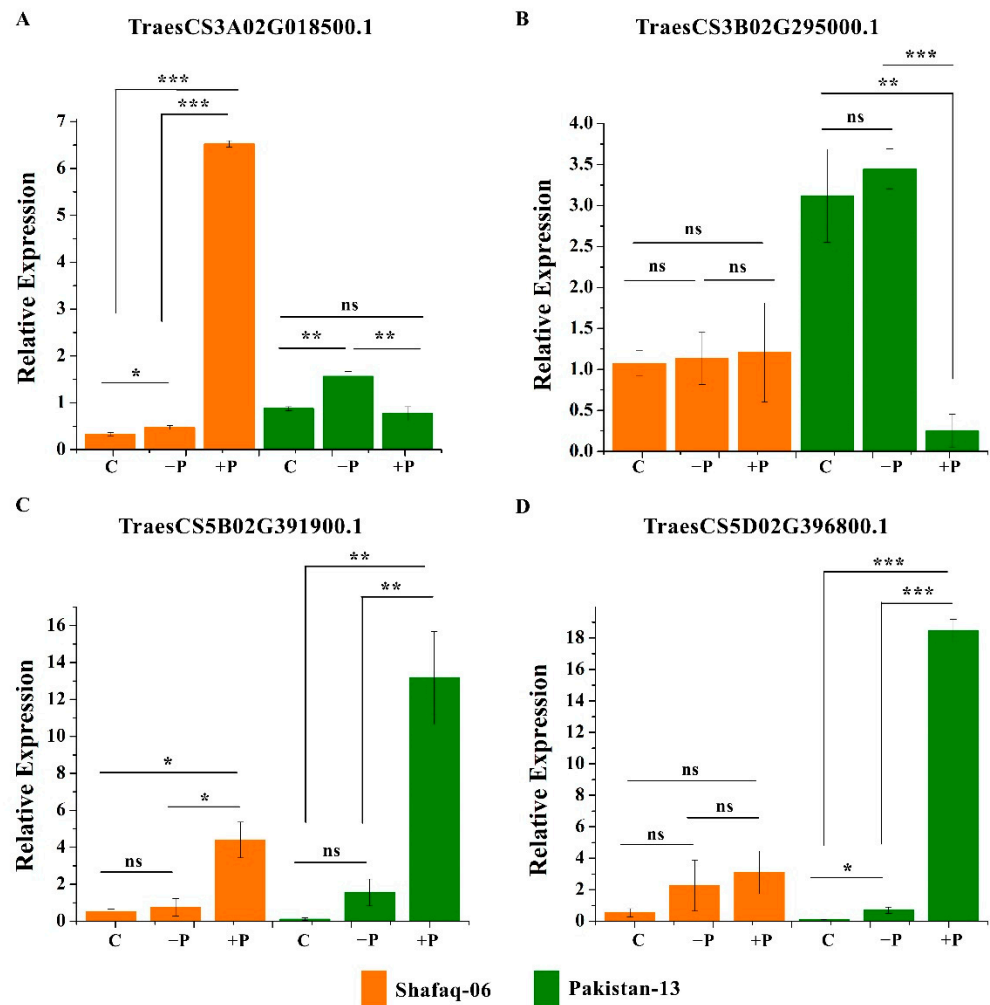 A
TraesCS3A02G018500.1
***
***
7
6
5
4
3
2
1
0
Relative Expression
*
ns
**
**
C
−P
+P
C
−P
+P
B
TraesCS3B02G295000.1
***
**
ns
4.0
3.5
3.0
2.5
2.0
1.5
1.0
0.5
0.0
Relative Expression
ns
ns
ns
C
−P
+P
C
−P
+P
C
TraesCS5B02G391900.1
**
**
16
14
12
10
8
6
4
2
0
Relative Expression
*
*
ns
ns
C
−P
+P
C
−P
+P
D
TraesCS5D02G396800.1
***
***
18
16
14
12
10
8
6
4
2
0
Relative Expression
ns
ns
ns
*
C
−P
+P
C
−P
+P
Shafaq-06
Pakistan-13